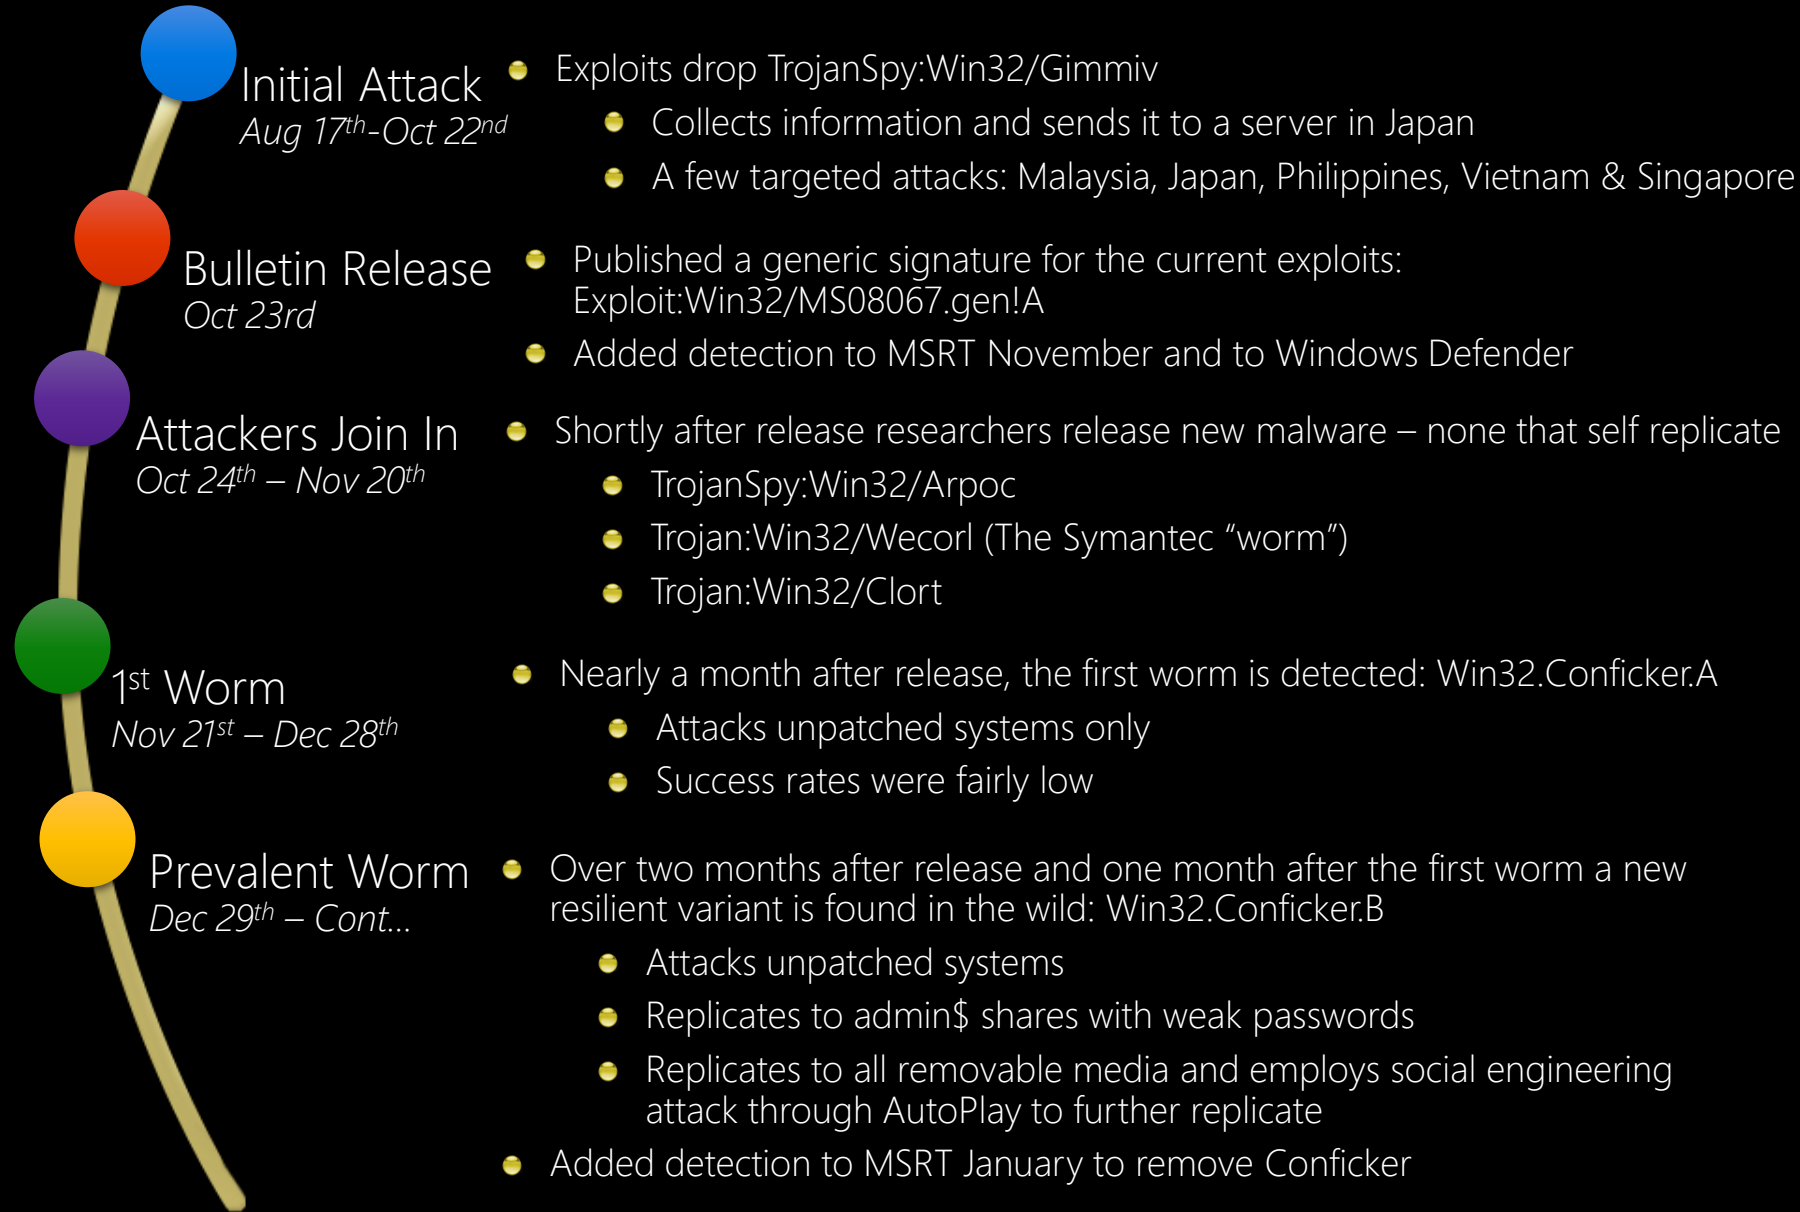 Initial Attack
Aug 17th-Oct 22nd
Exploits drop TrojanSpy:Win32/Gimmiv
Collects information and sends it to a server in Japan
A few targeted attacks: Malaysia, Japan, Philippines, Vietnam & Singapore
Bulletin Release
Oct 23rd
Published a generic signature for the current exploits:
Exploit:Win32/MS08067.gen!A
Added detection to MSRT November and to Windows Defender
Attackers Join In
Oct 24th – Nov 20th
Shortly after release researchers release new malware – none that self replicate
TrojanSpy:Win32/Arpoc
Trojan:Win32/Wecorl (The Symantec “worm”)
Trojan:Win32/Clort
1st Worm
Nov 21st – Dec 28th
Nearly a month after release, the first worm is detected: Win32.Conficker.A
Attacks unpatched systems only
Success rates were fairly low
Prevalent Worm
Dec 29th – Cont...
Over two months after release and one month after the first worm a new
resilient variant is found in the wild: Win32.Conficker.B
Attacks unpatched systems
Replicates to admin$ shares with weak passwords
Replicates to all removable media and employs social engineering
attack through AutoPlay to further replicate
Added detection to MSRT January to remove Conficker